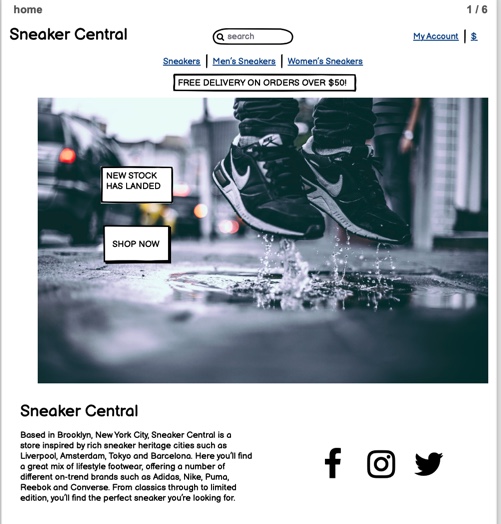 home
1 / 6
Sneaker Central
search
My Account
$
Sneakers
Men's Sneakers
Women's Sneakers
FREE DELIVERY ON ORDERS OVER $50!
NEW STOCK
HAS LANDED
SHOP NOW
Sneaker Central
Based in Brooklyn, New York City, Sneaker Central is a
store inspired by rich sneaker heritage cities such as
Liverpool, Amsterdam, Tokyo and Barcelona. Here you'll find
a great mix of lifestyle footwear, offering a number of
different on-trend brands such as Adidas, Nike, Puma,
Reebok and Converse. From classics through to limited
edition, you'll find the perfect sneaker you're looking for.